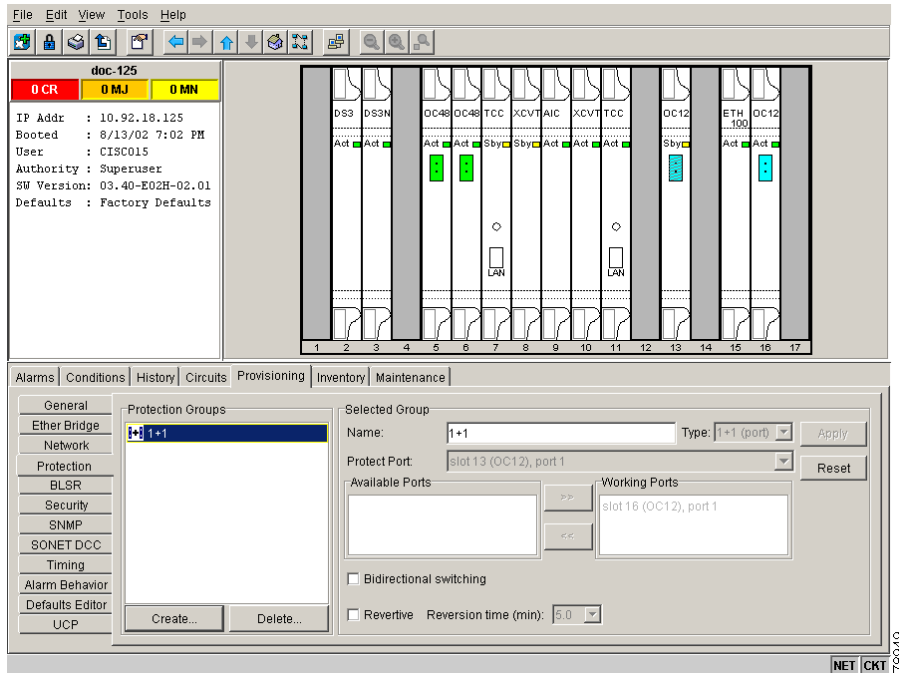 File Edit View Tools Help
doc-125
0 CR 0 MJ 0 MN
IP Addr : 10.92.18.125
Booted : 8/13/02 7:02 PM
User : CISCO15
Authority : Superuser
SW Version: 03.40-E02H-02.01
Defaults : Factory Defaults
DS3 DS3N OC48 OC48 TCC XCVT AIC XCVT TCC OC12 ETH 100 OC12
Act Act Act Act Sby Sby Act Act Act Sby Act Act
LAN LAN
1 2 3 4 5 6 7 8 9 10 11 12 13 14 15 16 17
Alarms Conditions History Circuits Provisioning Inventory Maintenance
General
Ether Bridge
Network
Protection
BLSR
Security
SNMP
SONET DCC
Timing
Alarm Behavior
Defaults Editor
UCP
Protection Groups
1+1
Create... Delete...
Selected Group
Name: 1+1 Type: 1+1 (port) Apply
Protect Port: slot 13 (OC12), port 1 Reset
Available Ports >> Working Ports
slot 16 (OC12), port 1
<<
Bidirectional switching
Revertive Reversion time (min): 5.0
NET CKT
78949